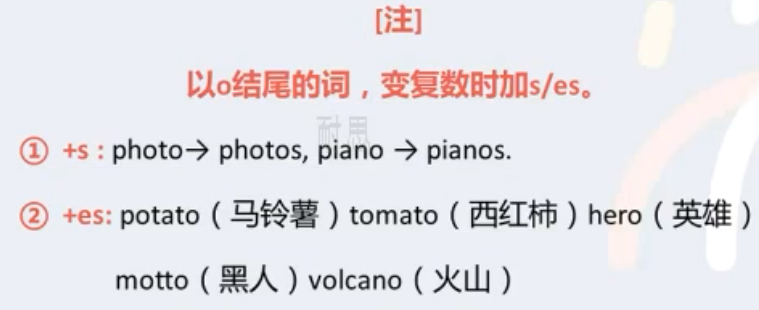 [注]
以o结尾的词，变复数时加s/es。
耐思
① +s : photo→ photos, piano → pianos.
② +es: potato（马铃薯）tomato（西红柿）hero（英雄）
motto（黑人）volcano（火山）